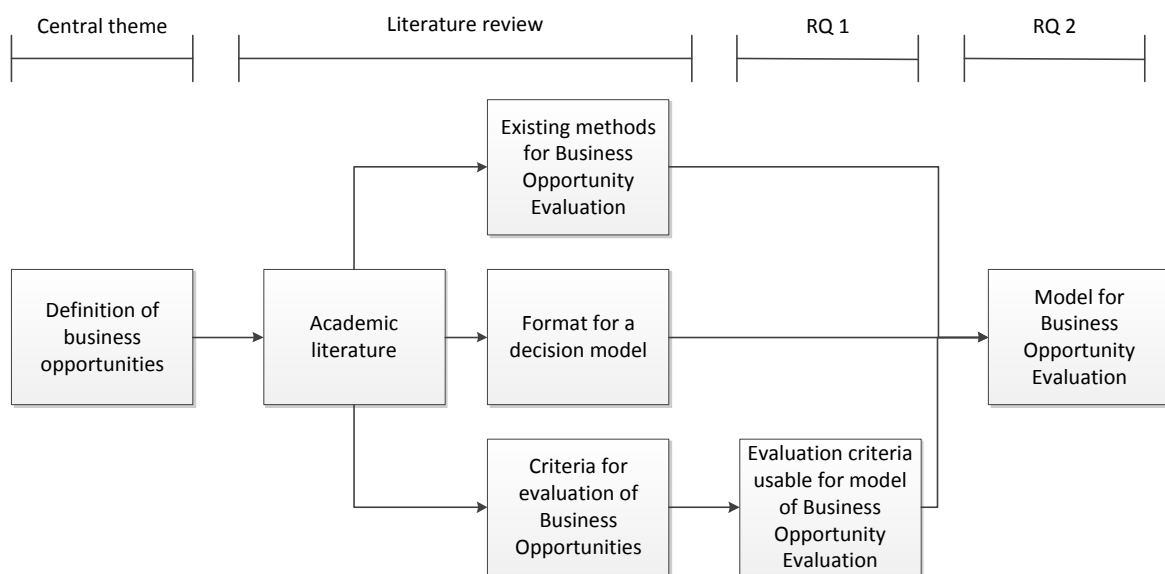 Central theme
Literature review
RQ 1
RQ 2
Existing methods
for Business
Opportunity
Evaluation
Definition of
business
opportunities
Academic
literature
Format for a
decision model
Model for
Business
Opportunity
Evaluation
Criteria for
evaluation of
Business
Opportunities
Evaluation criteria
usable for model
of Business
Opportunity
Evaluation